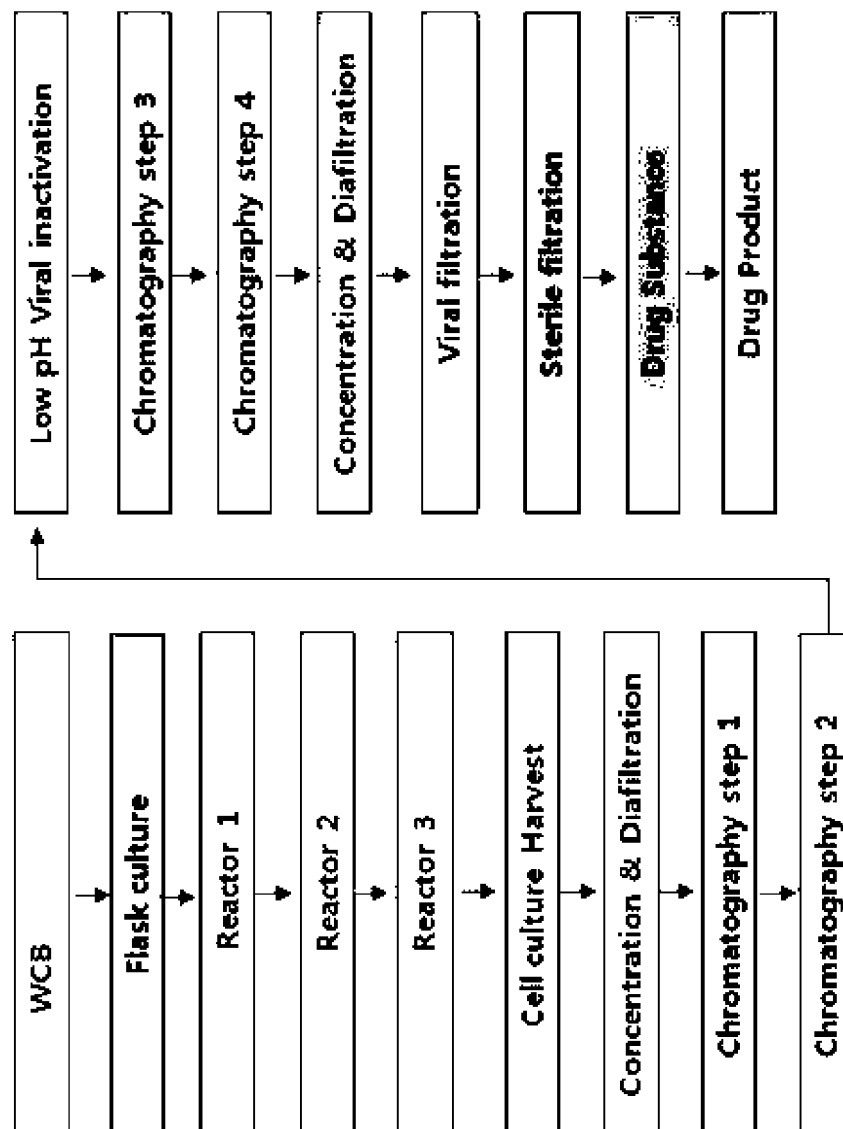 WCB
Flask culture
Reactor 1
Reactor 2
Reactor 3
Cell culture Harvest
Concentration & Diafiltration
Chromatography step 1
Chromatography step 2
Low pH Viral inactivation
Chromatography step 3
Chromatography step 4
Concentration & Diafiltration
Viral filtration
Sterile filtration
Drug Substance
Drug Product